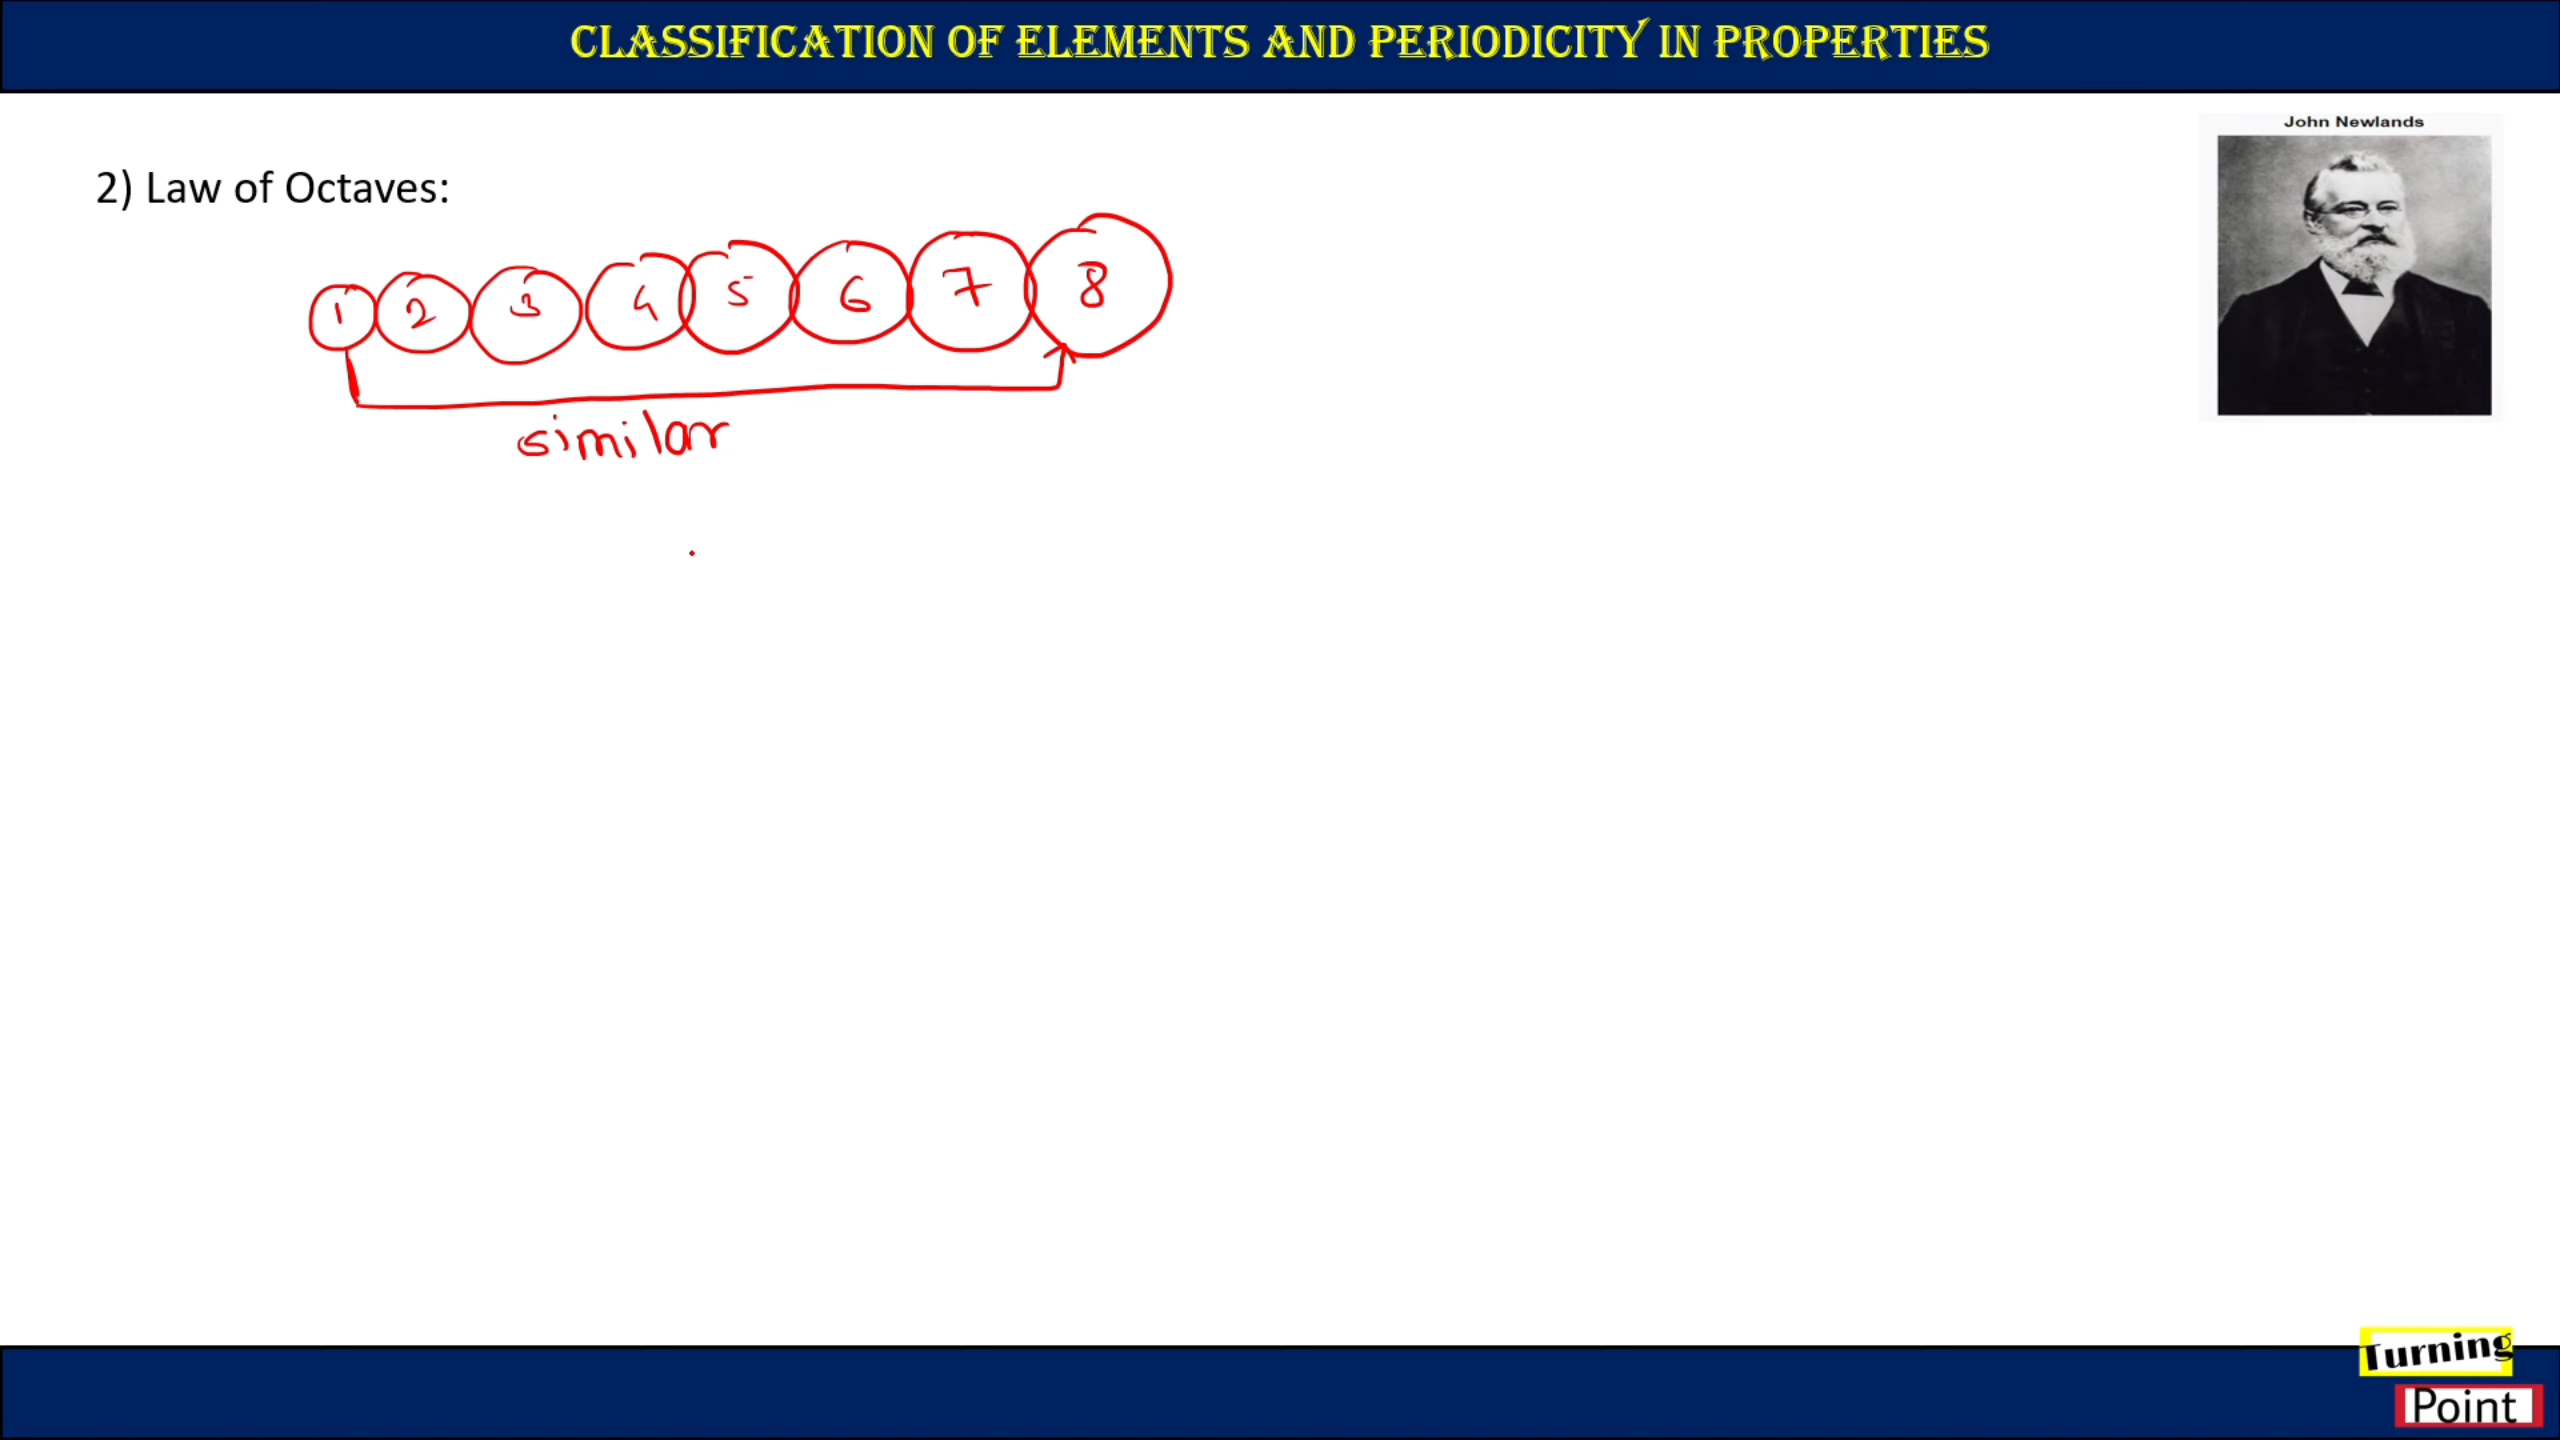 CLASSIFICATION OF ELEMENTS AND PERIODICITY IN PROPERTIES
John Newlands
2) Law of Octaves:
1 2 3 4 5 6 7 8
similar
Turning
Point